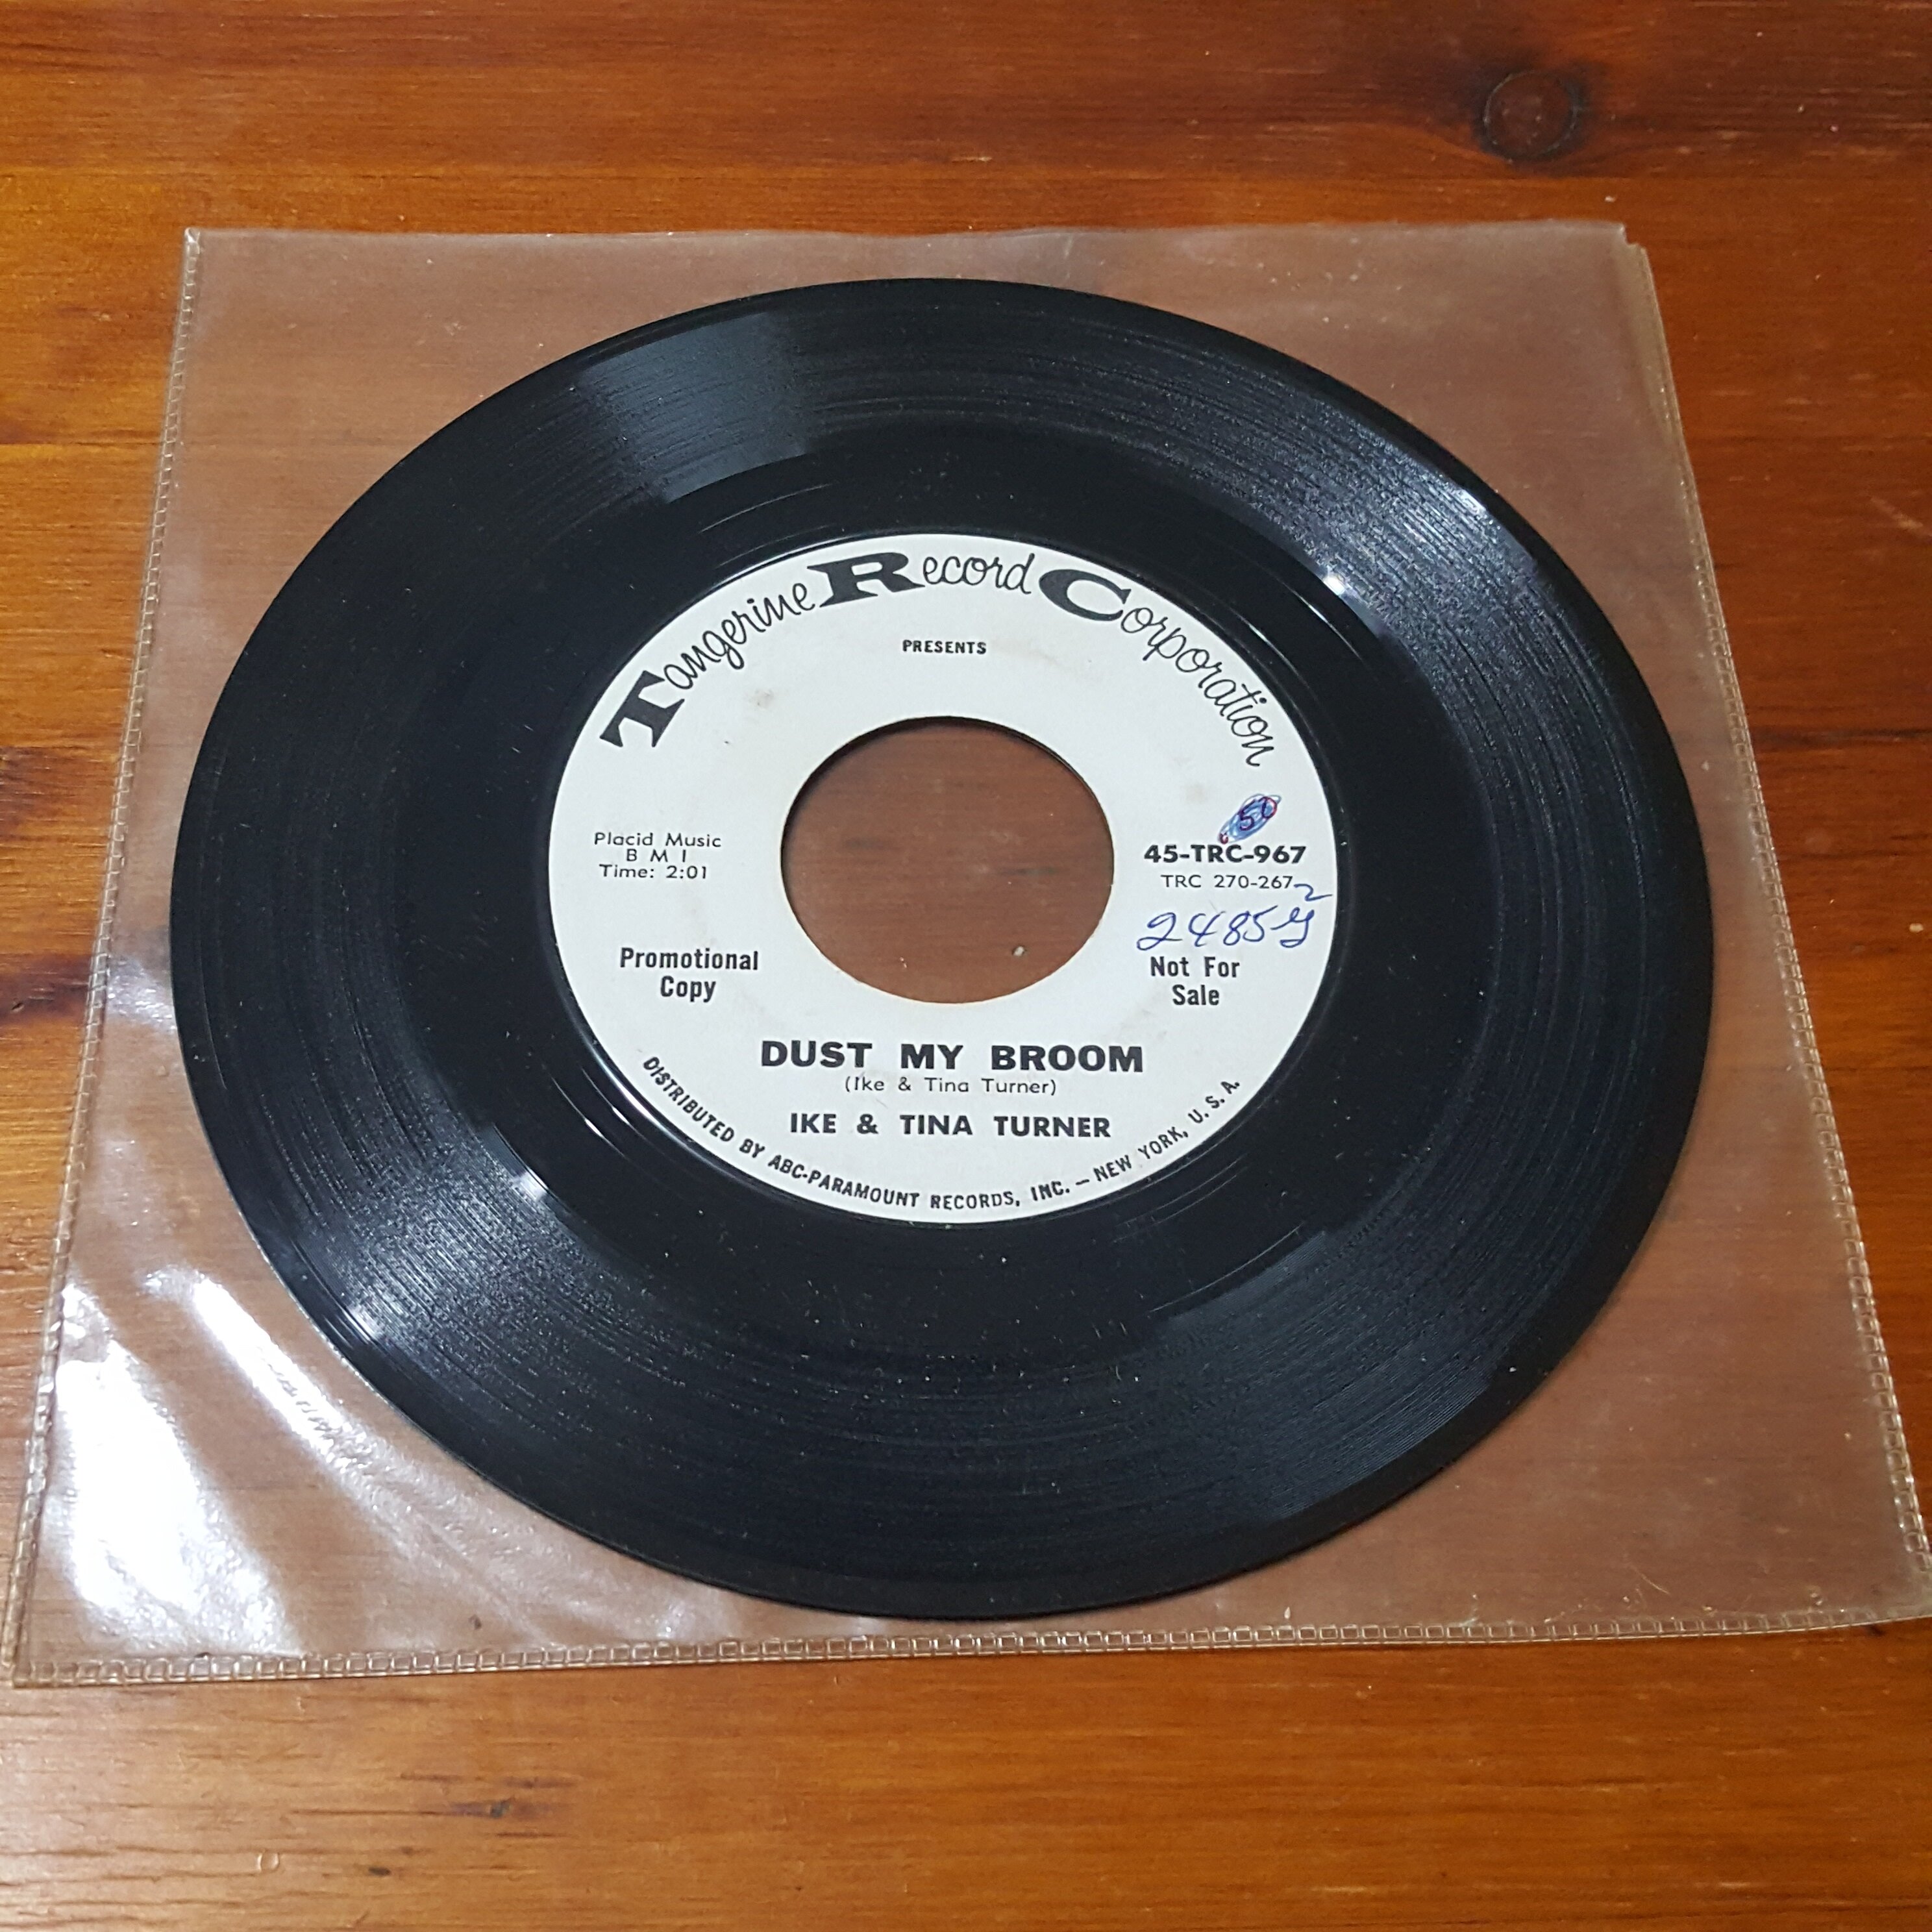 Tangerine Record Corporation
PRESENTS
Placid Music
B M I
Time: 2:01
45-TRC-967
TRC 270-267
2485
Promotional
Copy
Not For
Sale
DUST MY BROOM
(Ike & Tina Turner)
IKE & TINA TURNER
DISTRIBUTED BY ABC-PARAMOUNT RECORDS, INC. – NEW YORK, U. S. A.